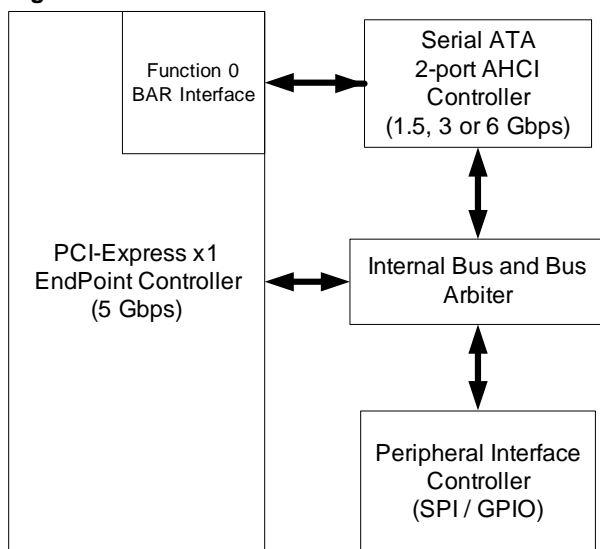 Function 0
BAR Interface
Serial ATA
2-port AHCI
Controller
(1.5, 3 or 6 Gbps)
PCI-Express x1
EndPoint Controller
(5 Gbps)
Internal Bus and Bus
Arbiter
Peripheral Interface
Controller
(SPI / GPIO)